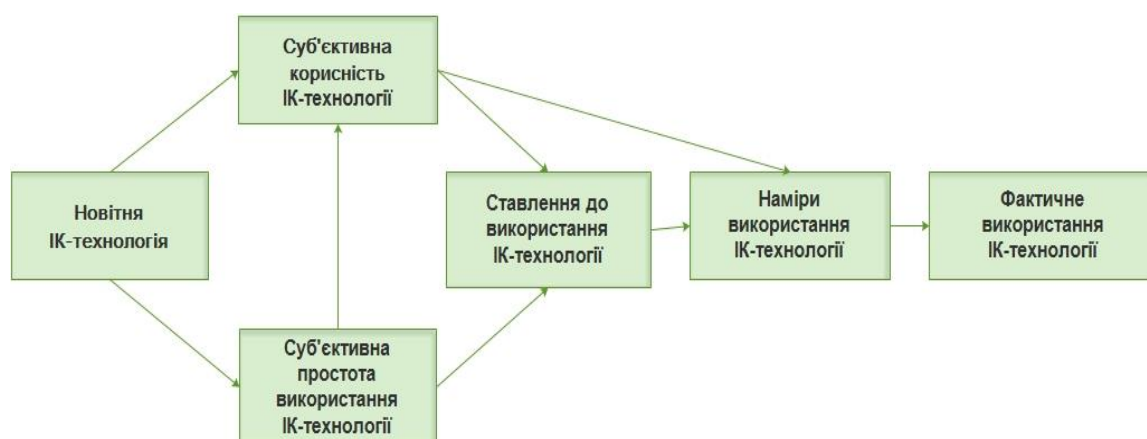 Суб'єктивна
корисність
ІК-технології
Новітня
ІК-технологія
Ставлення до
використання
ІК-технології
Наміри
використання
ІК-технології
Фактичне
використання
ІК-технології
Суб'єктивна
простота
використання
ІК-технології